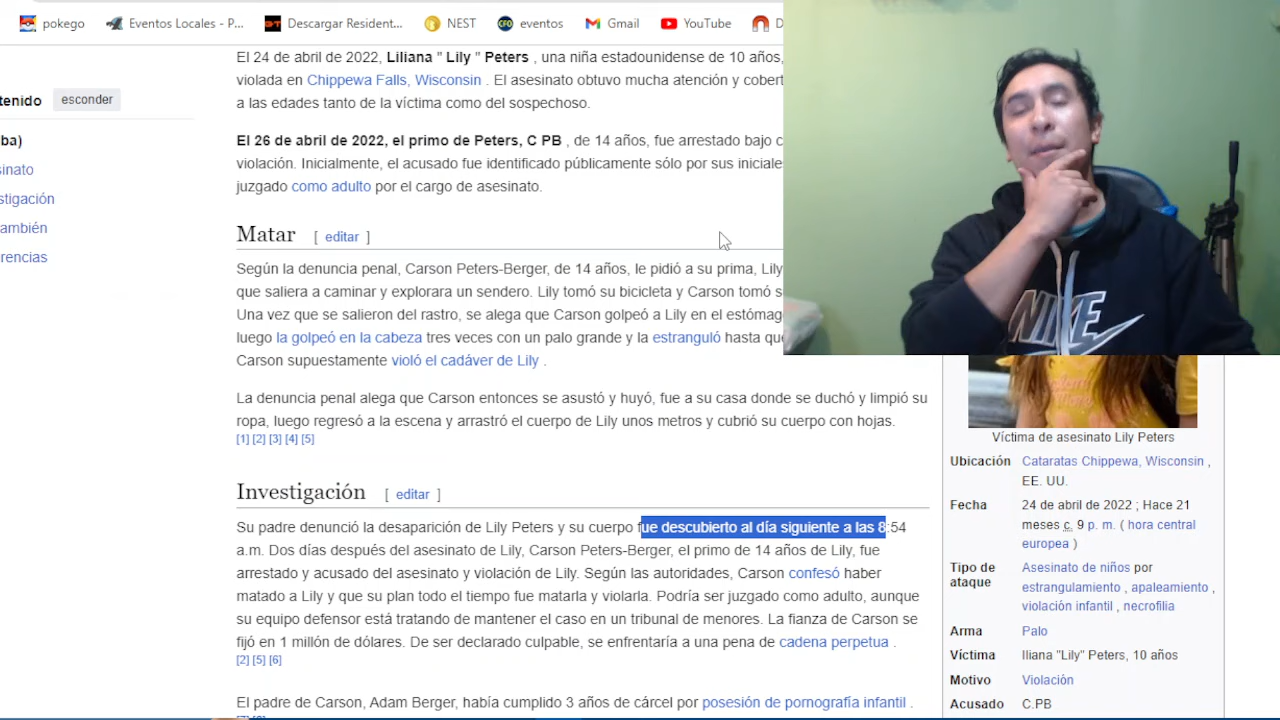 pokego
Eventos Locales - P...
Descargar Resident...
NEST
eventos
Gmail
YouTube
D
El 24 de abril de 2022, Liliana " Lily " Peters , una niña estadounidense de 10 años,
violada en Chippewa Falls, Wisconsin . El asesinato obtuvo mucha atención y cobert
a las edades tanto de la víctima como del sospechoso.
tenido
esconder
ba)
inato
stigación
ambién
rencias
El 26 de abril de 2022, el primo de Peters, C PB , de 14 años, fue arrestado bajo c
violación. Inicialmente, el acusado fue identificado públicamente sólo por sus iniciale
juzgado como adulto por el cargo de asesinato.
Matar [ editar ]
Según la denuncia penal, Carson Peters-Berger, de 14 años, le pidió a su prima, Lily
que saliera a caminar y explorara un sendero. Lily tomó su bicicleta y Carson tomó s
Una vez que se salieron del rastro, se alega que Carson golpeó a Lily en el estómag
luego la golpeó en la cabeza tres veces con un palo grande y la estranguló hasta que
Carson supuestamente violó el cadáver de Lily .
La denuncia penal alega que Carson entonces se asustó y huyó, fue a su casa donde se duchó y limpió su
ropa, luego regresó a la escena y arrastró el cuerpo de Lily unos metros y cubrió su cuerpo con hojas.
[1] [2] [3] [4] [5]
Investigación [ editar ]
Su padre denunció la desaparición de Lily Peters y su cuerpo fue descubierto al día siguiente a las 8:54
a.m. Dos días después del asesinato de Lily, Carson Peters-Berger, el primo de 14 años de Lily, fue
arrestado y acusado del asesinato y violación de Lily. Según las autoridades, Carson confesó haber
matado a Lily y que su plan todo el tiempo fue matarla y violarla. Podría ser juzgado como adulto, aunque
su equipo defensor está tratando de mantener el caso en un tribunal de menores. La fianza de Carson se
fijó en 1 millón de dólares. De ser declarado culpable, se enfrentaría a una pena de cadena perpetua .
[2] [5] [6]
El padre de Carson, Adam Berger, había cumplido 3 años de cárcel por posesión de pornografía infantil .
NIKE
Víctima de asesinato Lily Peters
Ubicación Cataratas Chippewa, Wisconsin ,
EE. UU.
Fecha 24 de abril de 2022 ; Hace 21
meses c. 9 p. m. ( hora central
europea )
Tipo de Asesinato de niños por
ataque estrangulamiento , apaleamiento ,
violación infantil , necrofilia
Arma Palo
Víctima Iliana "Lily" Peters, 10 años
Motivo Violación
Acusado C.PB